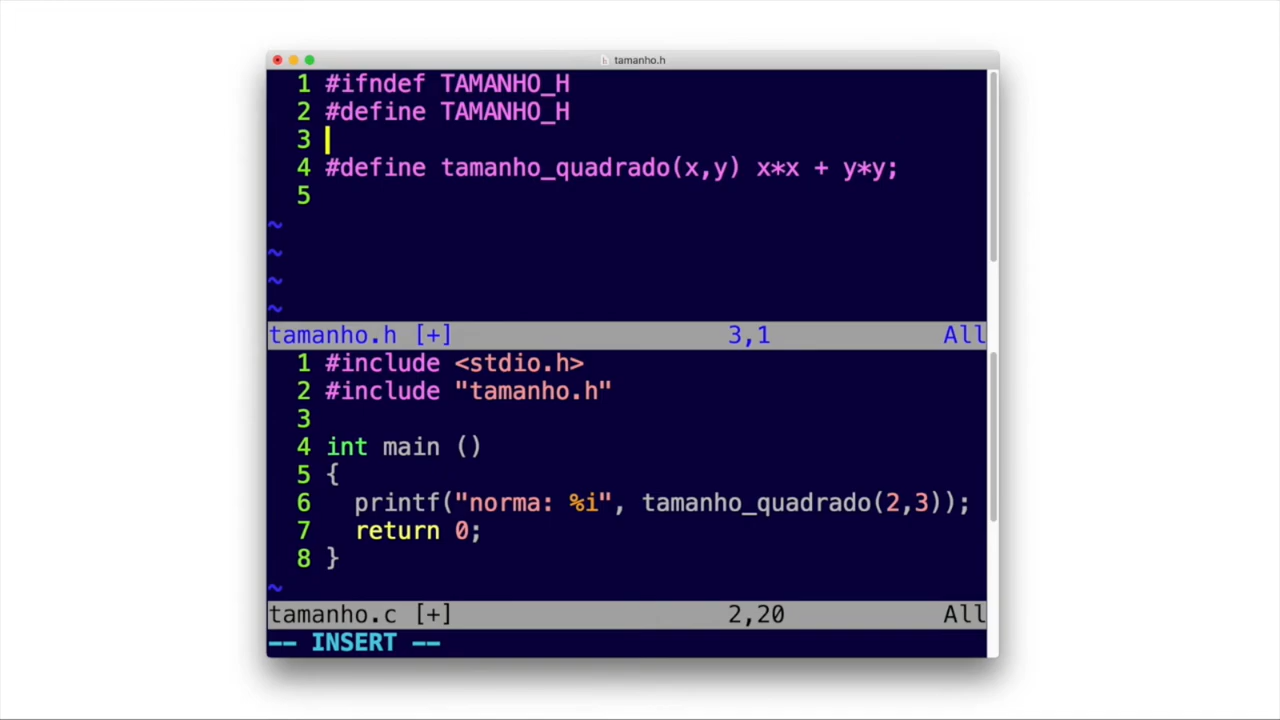 tamanho.h
1 #ifndef TAMANHO_H
2 #define TAMANHO_H
3
4 #define tamanho_quadrado(x,y) x*x + y*y;
5
~
~
~
~
tamanho.h [+] 3,1 All
1 #include <stdio.h>
2 #include "tamanho.h"
3
4 int main ()
5 {
6   printf("norma: %i", tamanho_quadrado(2,3));
7   return 0;
8 }
~
tamanho.c [+] 2,20 All
-- INSERT --